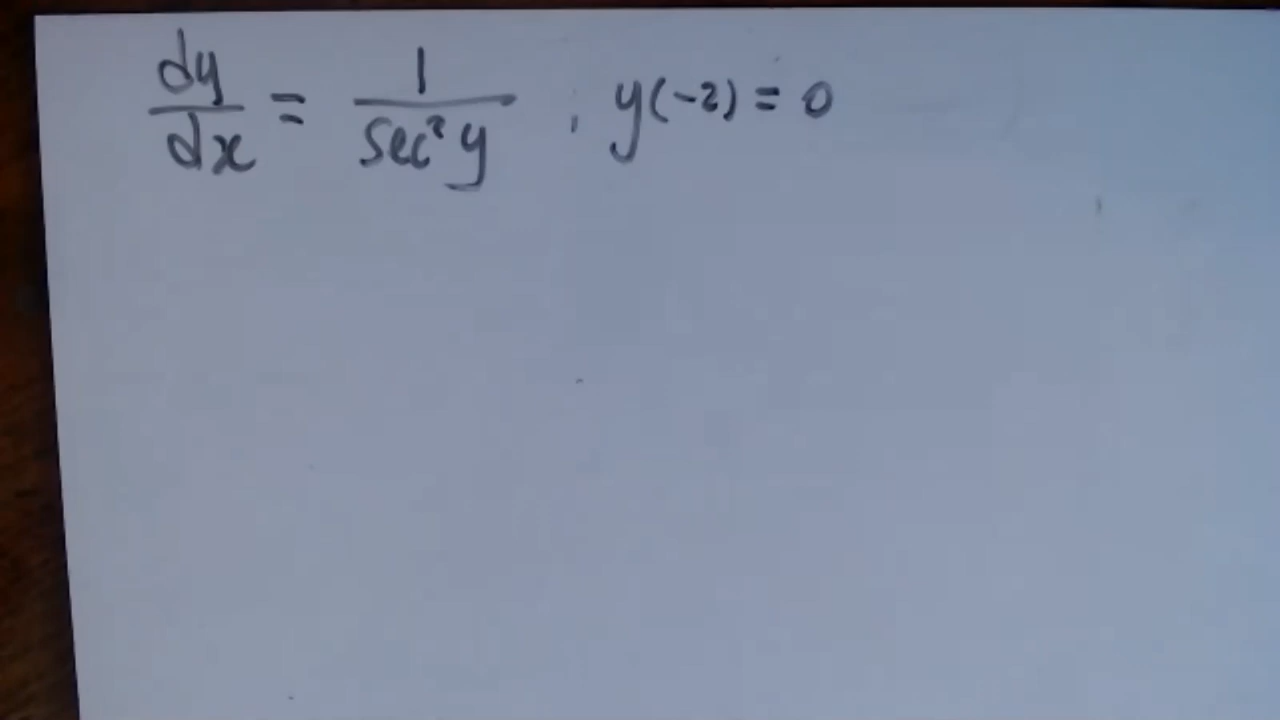 dy/dx = 1/sec²y , y(-2) = 0